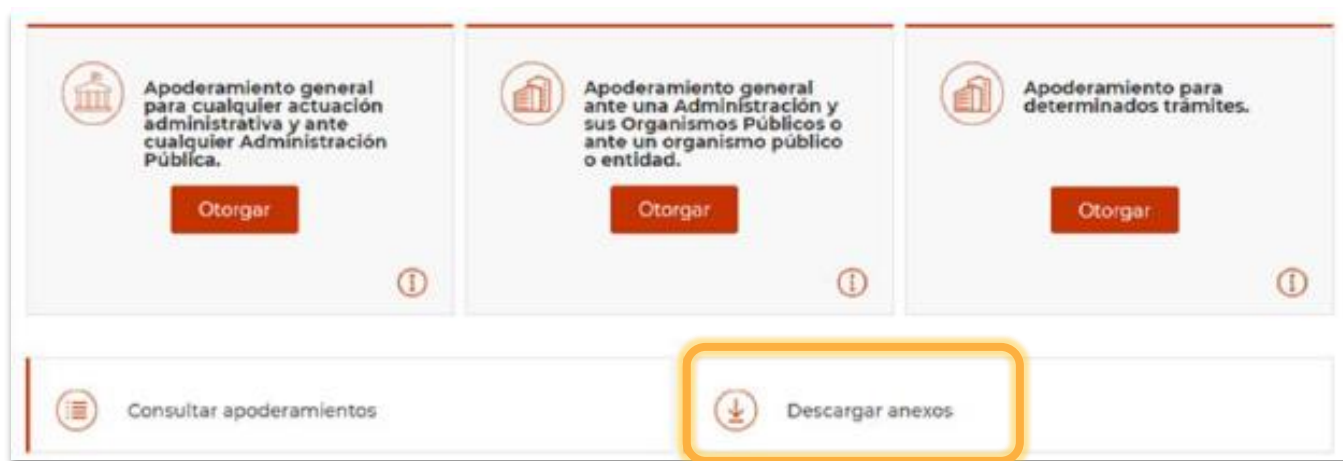 Apoderamiento general
para cualquier actuación
administrativa y ante
cualquier Administración
Pública.
Otorgar
Apoderamiento general
ante una Administración y
sus Organismos Públicos o
ante un organismo público
o entidad.
Otorgar
Apoderamiento para
determinados trámites.
Otorgar
Consultar apoderamientos
Descargar anexos